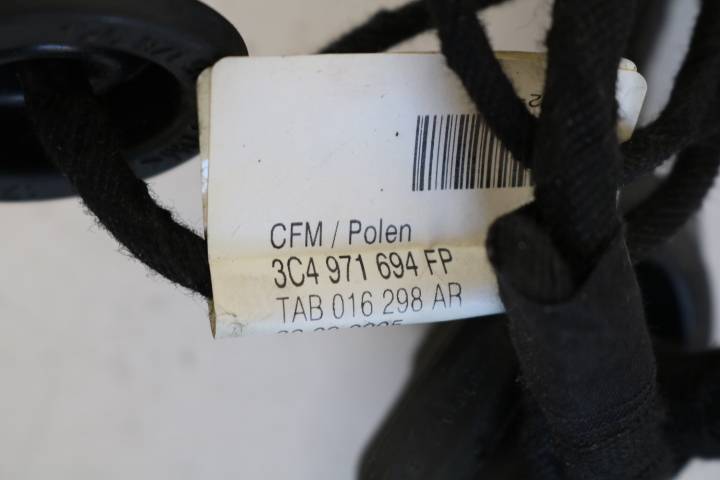 CFM / Polen
3C4 971 694 FP
TAB 016 298 AR